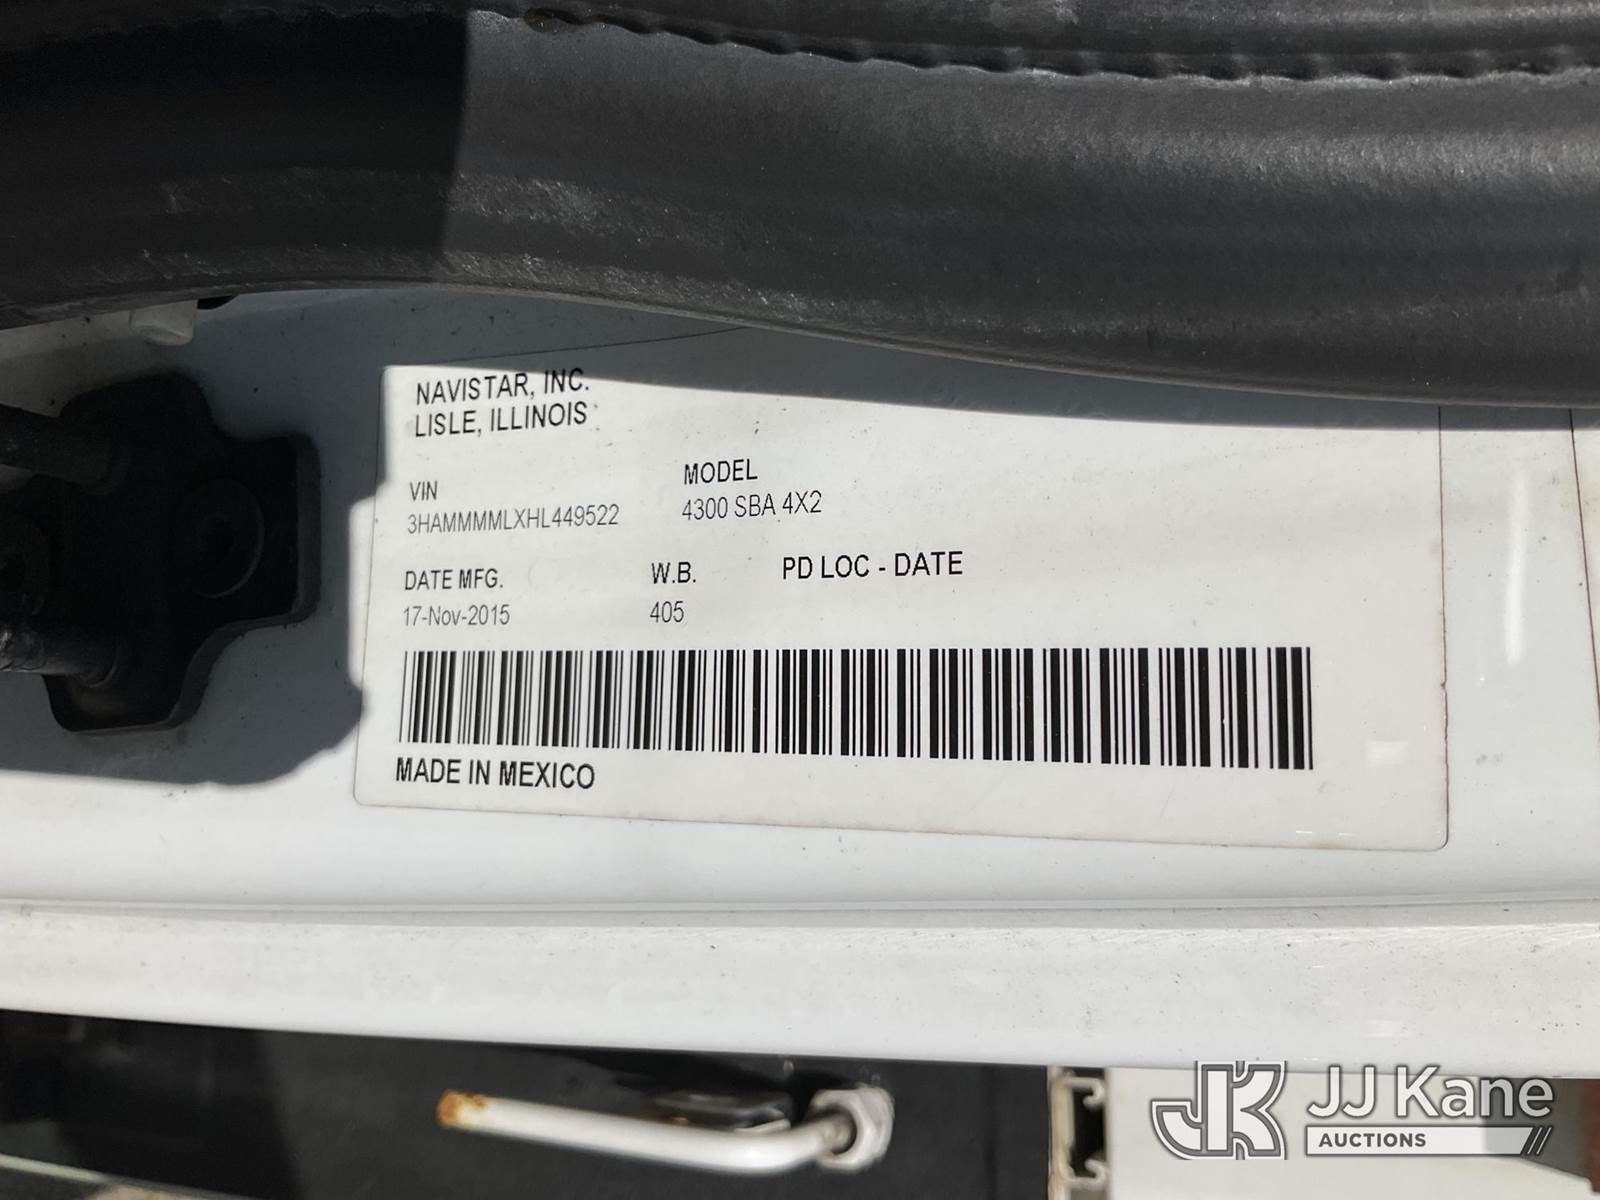 NAVISTAR, INC.
LISLE, ILLINOIS
VIN
3HAMMMMLXHL449522
MODEL
4300 SBA 4X2
DATE MFG.
17-Nov-2015
W.B.
405
PD LOC - DATE
MADE IN MEXICO
JK
JJ Kane
AUCTIONS